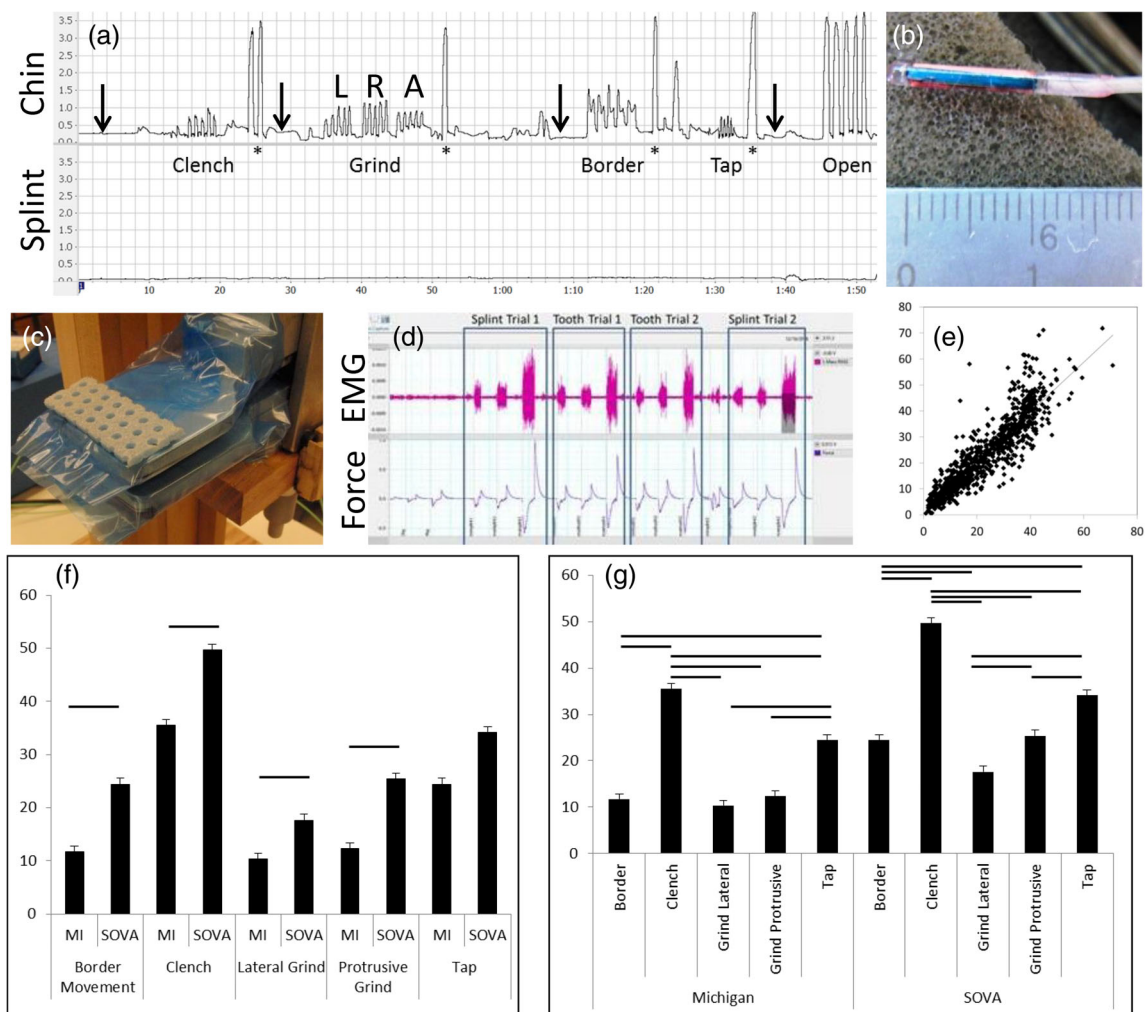 (a)
Chin
3.5
3.0
2.5
2.0
1.5
1.0
0.5
0.0
L R A
* * * *
Clench Grind Border Tap Open
Splint
3.5
3.0
2.5
2.0
1.5
1.0
0.5
0.0
10 20 30 40 50 1:00 1:10 1:20 1:30 1:40 1:50
(b)
6
0 1
(c)
(d)
Splint Trial 1 Tooth Trial 1 Tooth Trial 2 Splint Trial 2
EMG
Force
(e)
80
70
60
50
40
30
20
10
0
0 20 40 60 80
(f)
60
50
40
30
20
10
0
MI SOVA MI SOVA MI SOVA MI SOVA MI SOVA
Border Movement Clench Lateral Grind Protrusive Grind Tap
(g)
60
50
40
30
20
10
0
Border Clench Grind Lateral Grind Protrusive Tap Border Clench Grind Lateral Grind Protrusive Tap
Michigan SOVA